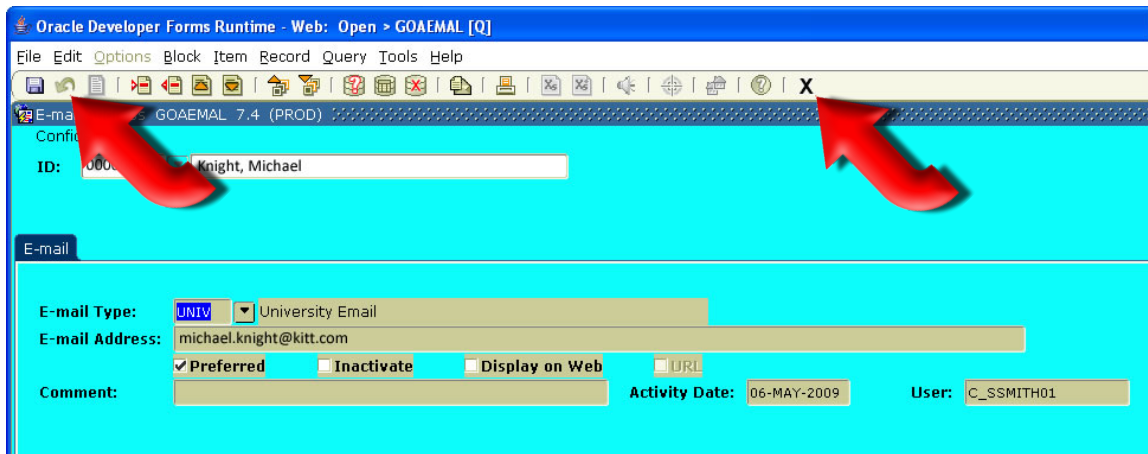 Oracle Developer Forms Runtime - Web: Open > GOAEMAL [Q]
File Edit Options Block Item Record Query Tools Help
X
E-ma GOAEMAL 7.4 (PROD)
Confi
ID: Knight, Michael
E-mail
E-mail Type: UNIV University Email
E-mail Address: michael.knight@kitt.com
Preferred Inactivate Display on Web URL
Comment: Activity Date: 06-MAY-2009 User: C_SSMITH01